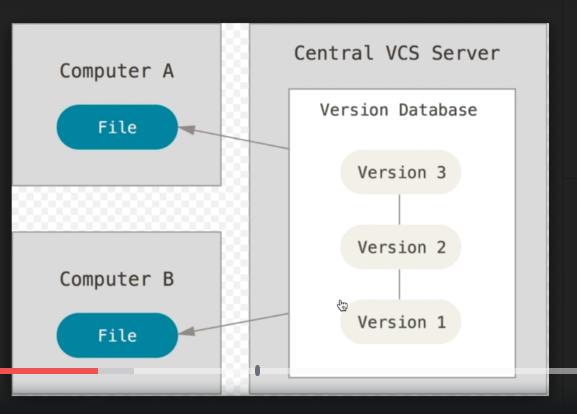 Computer A
File
Central VCS Server
Version Database
Version 3
Version 2
Version 1
Computer B
File